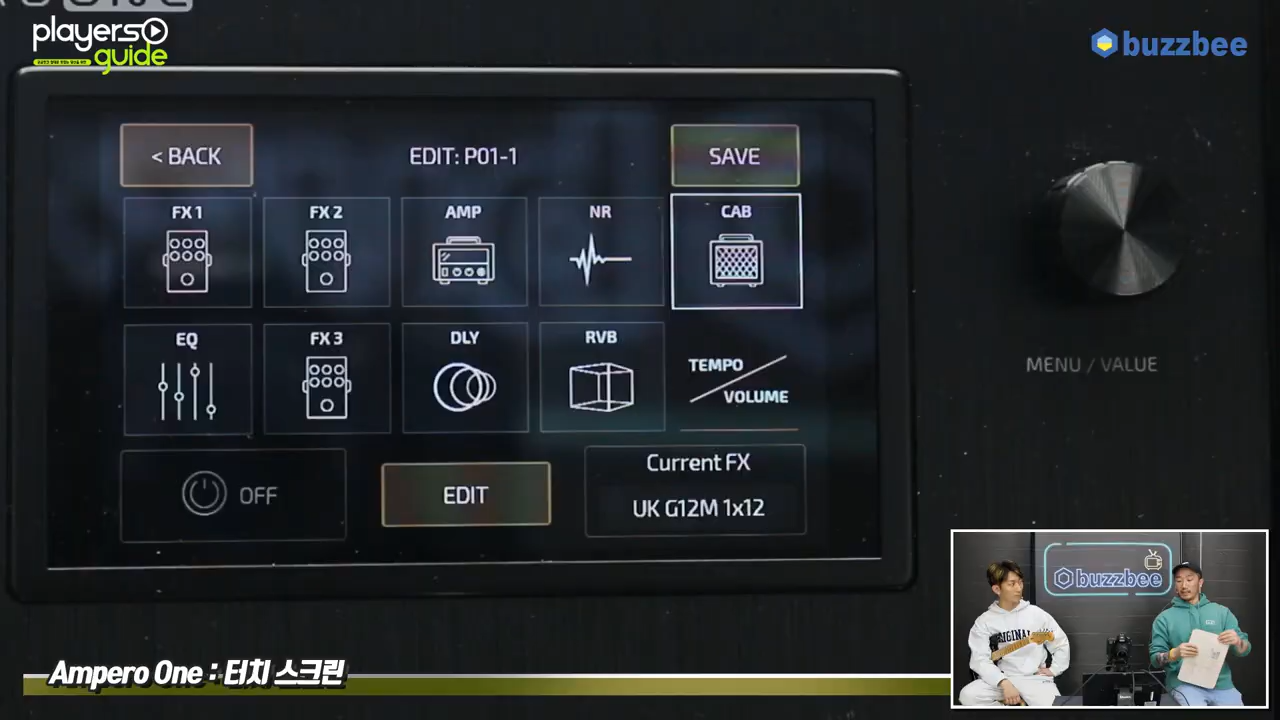 players
guide
buzzbee
< BACK
EDIT: P01-1
SAVE
FX 1
FX 2
AMP
NR
CAB
EQ
FX 3
DLY
RVB
TEMPO
VOLUME
OFF
EDIT
Current FX
UK G12M 1x12
MENU / VALUE
buzzbee
ORIGINAL
Ampero One : 터치 스크린